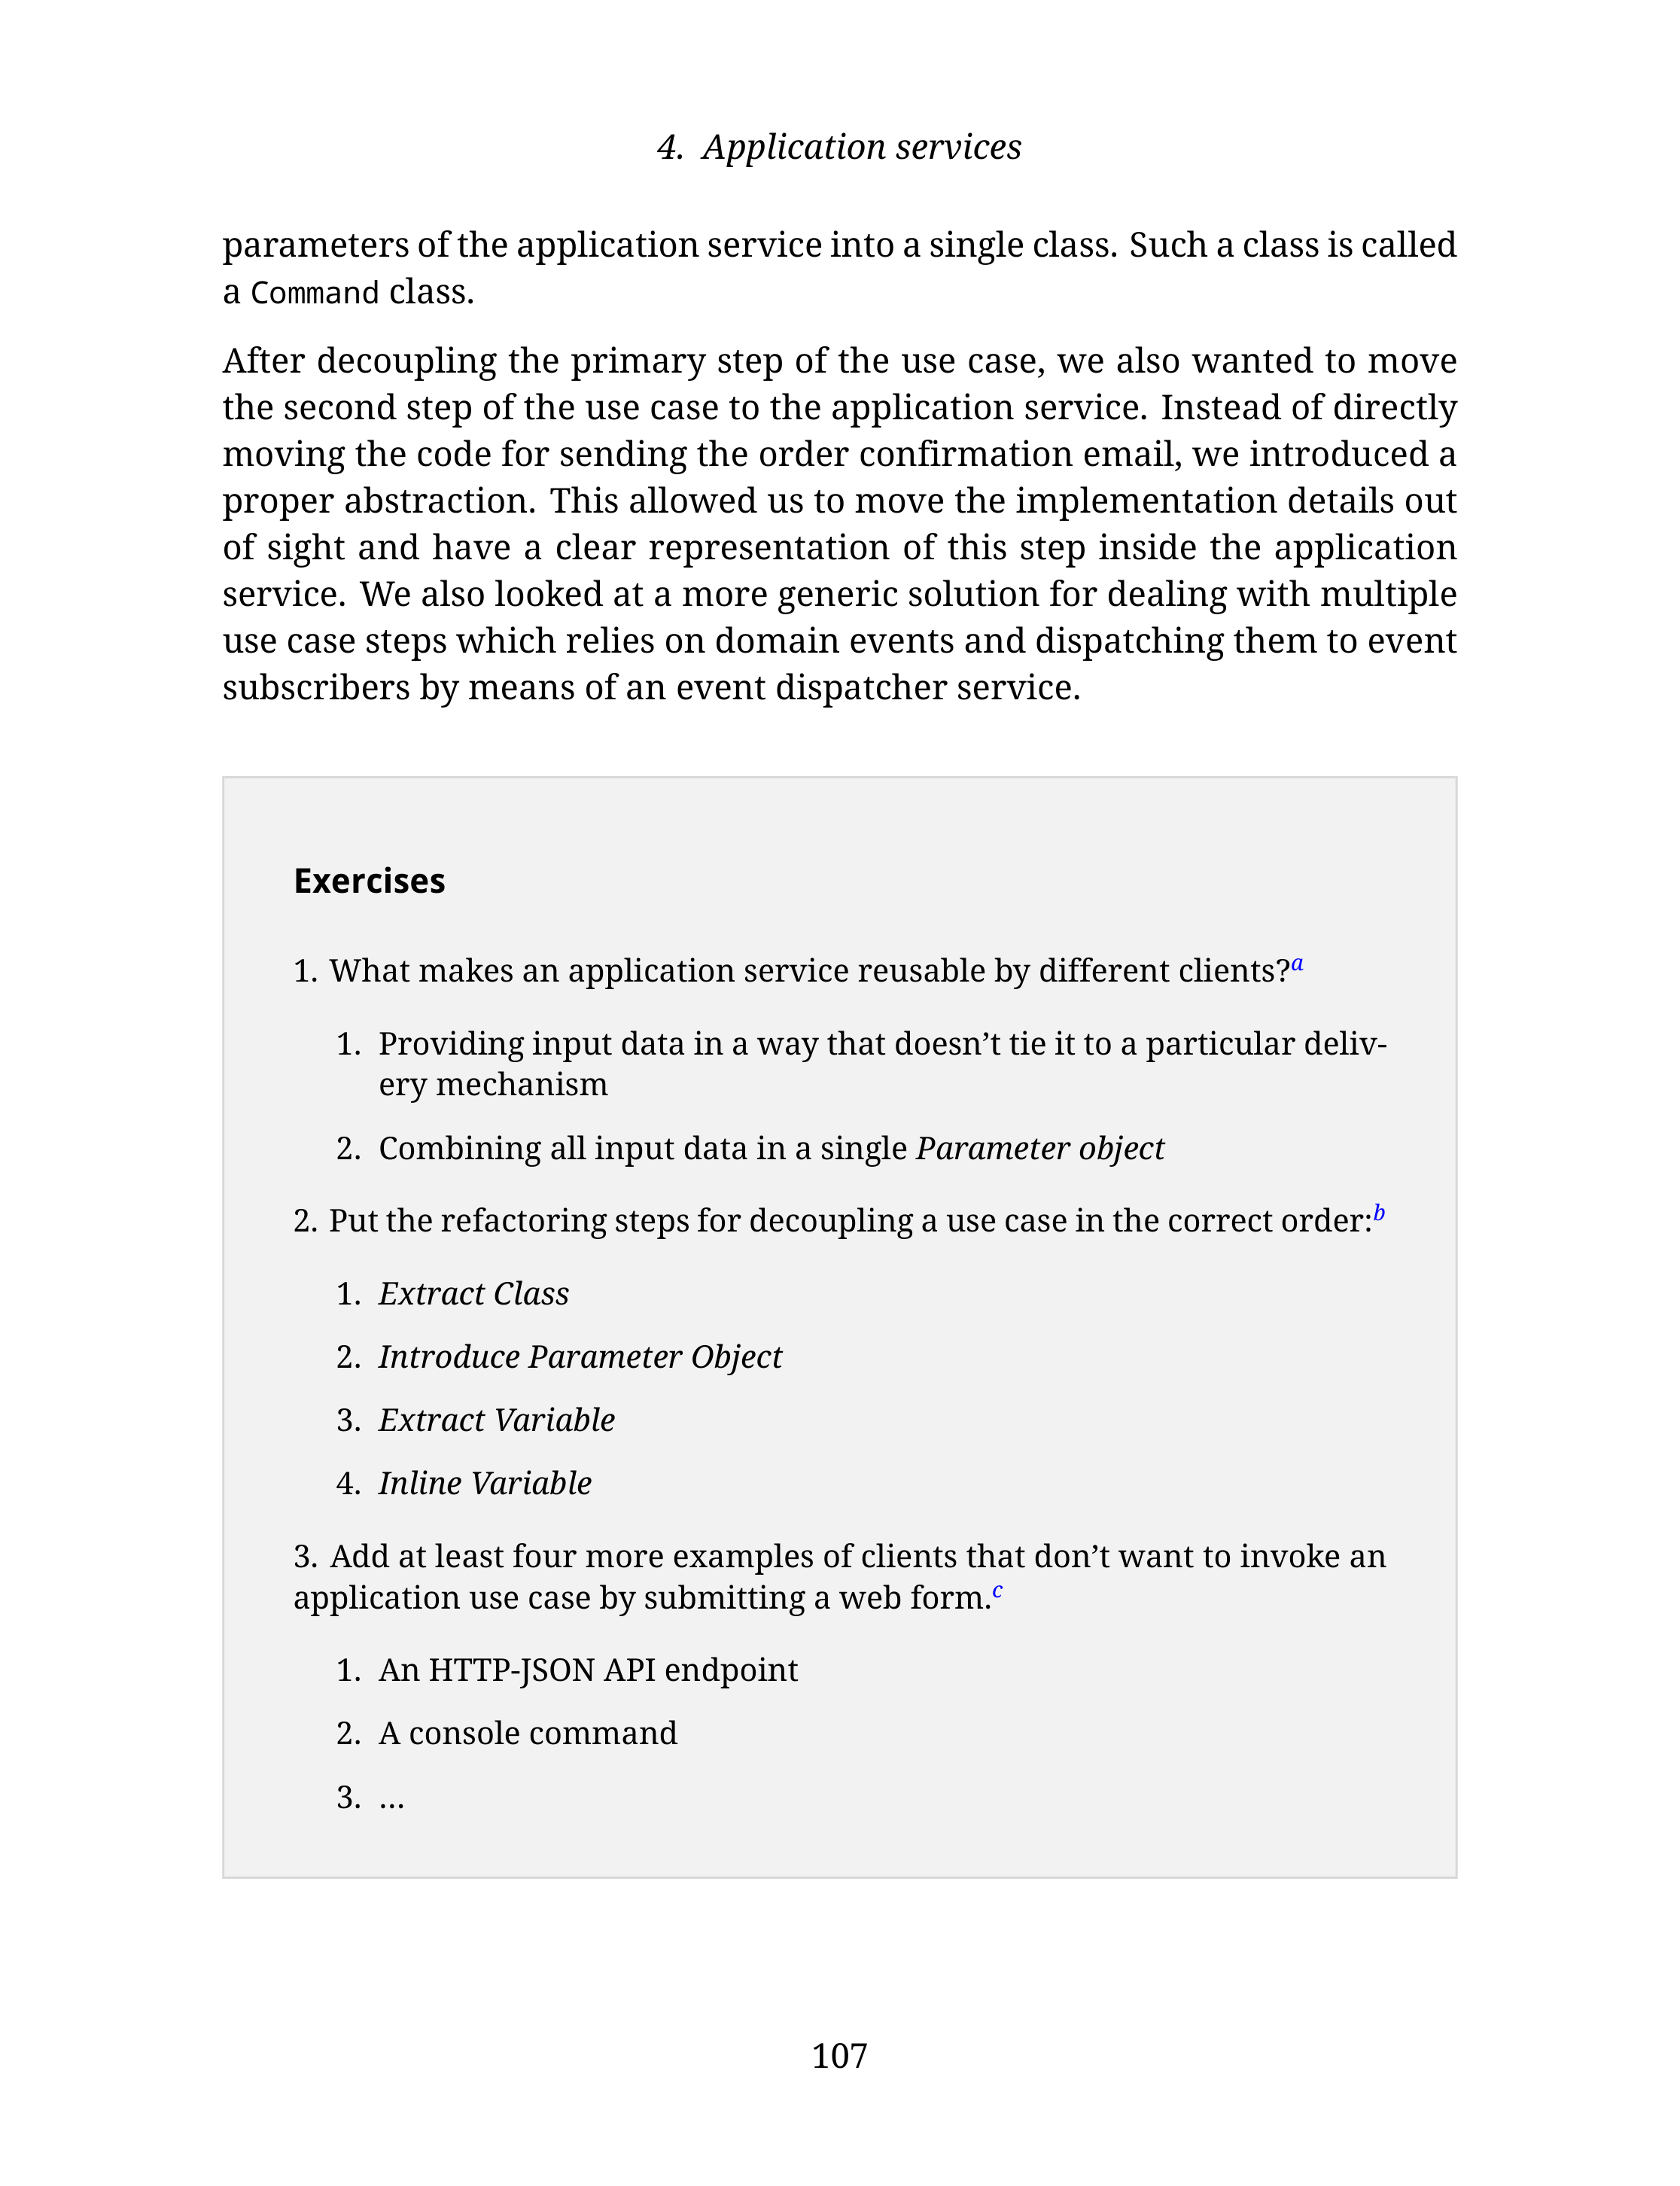 4. Application services
parameters of the application service into a single class. Such a class is called
a Command class.
After decoupling the primary step of the use case, we also wanted to move
the second step of the use case to the application service. Instead of directly
moving the code for sending the order confirmation email, we introduced a
proper abstraction. This allowed us to move the implementation details out
of sight and have a clear representation of this step inside the application
service. We also looked at a more generic solution for dealing with multiple
use case steps which relies on domain events and dispatching them to event
subscribers by means of an event dispatcher service.
Exercises
1. What makes an application service reusable by different clients?a
1. Providing input data in a way that doesn’t tie it to a particular deliv-
ery mechanism
2. Combining all input data in a single Parameter object
2. Put the refactoring steps for decoupling a use case in the correct order:b
1. Extract Class
2. Introduce Parameter Object
3. Extract Variable
4. Inline Variable
3. Add at least four more examples of clients that don’t want to invoke an
application use case by submitting a web form.c
1. An HTTP-JSON API endpoint
2. A console command
3. …
107